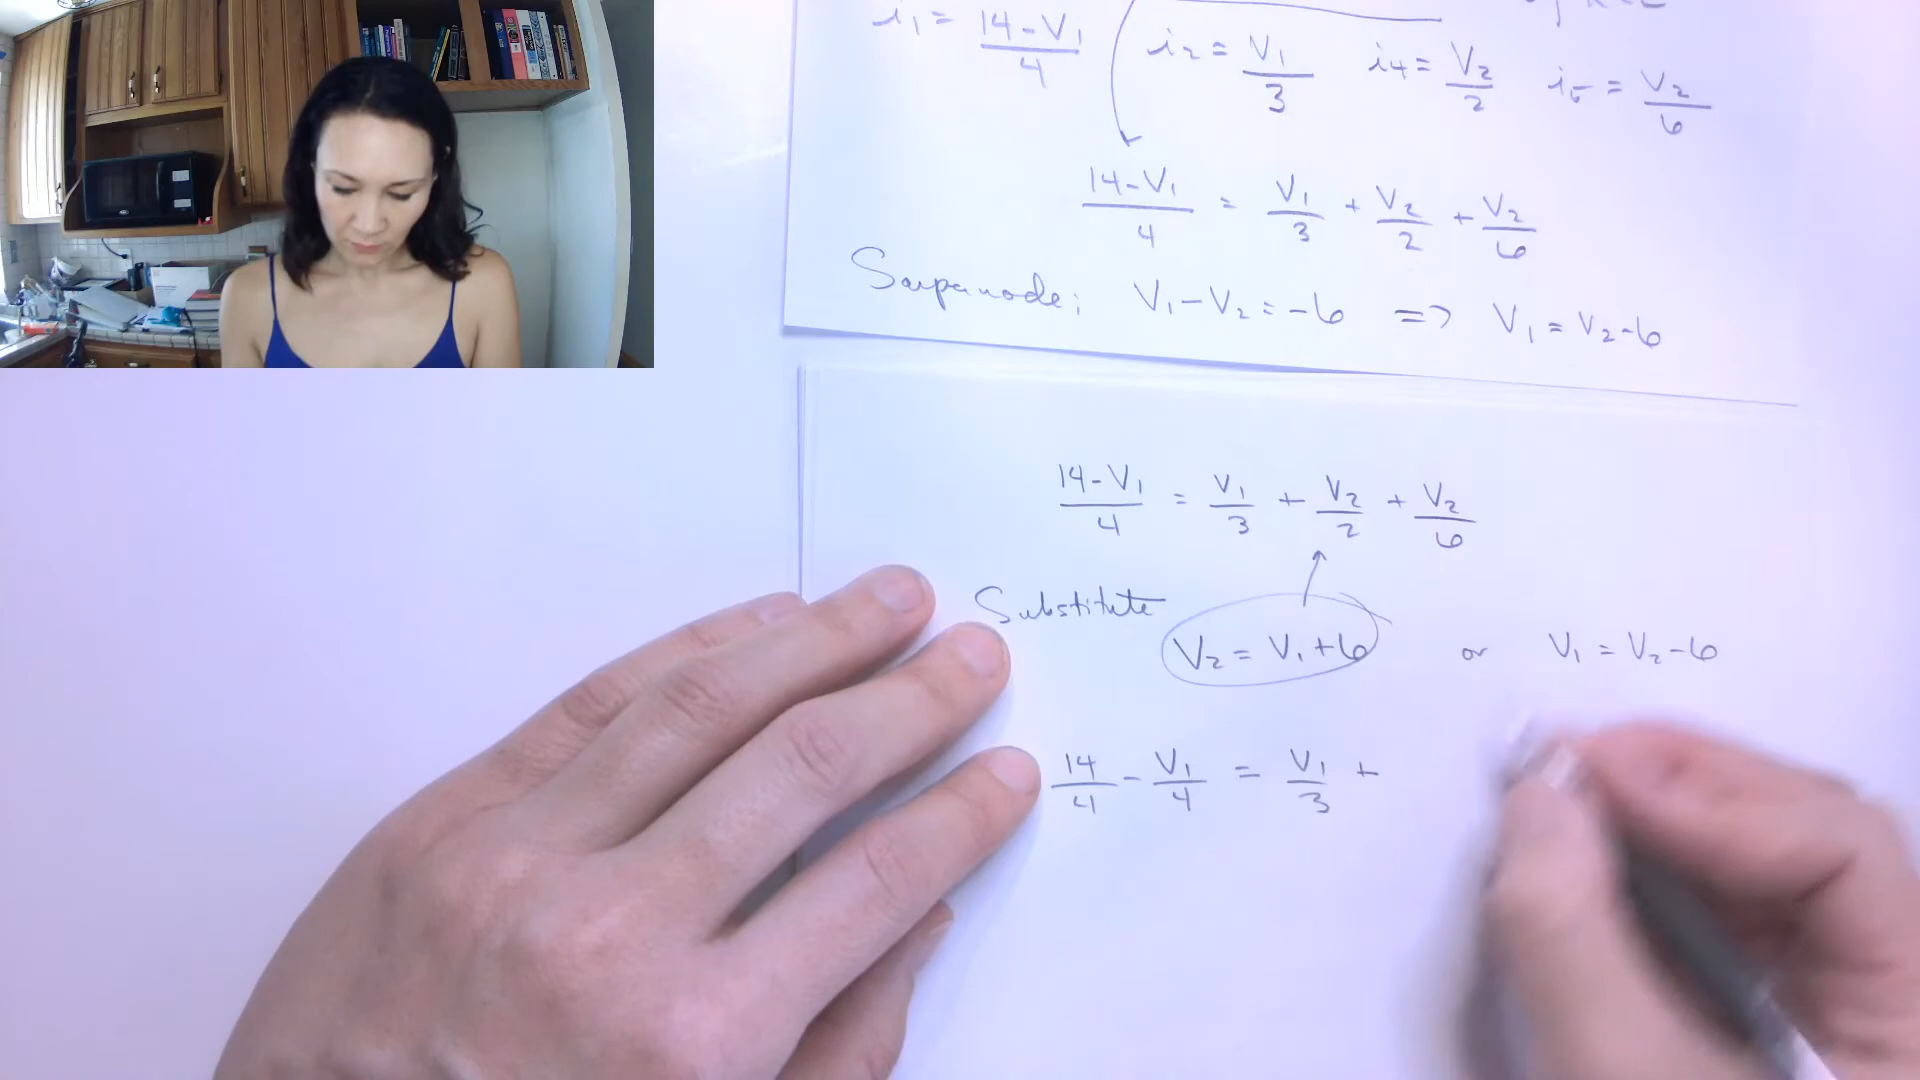 i₁ = (14-V₁)/4   i₂ = V₁/3   i₄ = V₂/2   i₅ = V₂/6
(14-V₁)/4 = V₁/3 + V₂/2 + V₂/6
Supernode; V₁-V₂ = -6 => V₁ = V₂-6
(14-V₁)/4 = V₁/3 + V₂/2 + V₂/6
Substitute
V₂ = V₁+6   or   V₁ = V₂-6
14/4 - V₁/4 = V₁/3 +